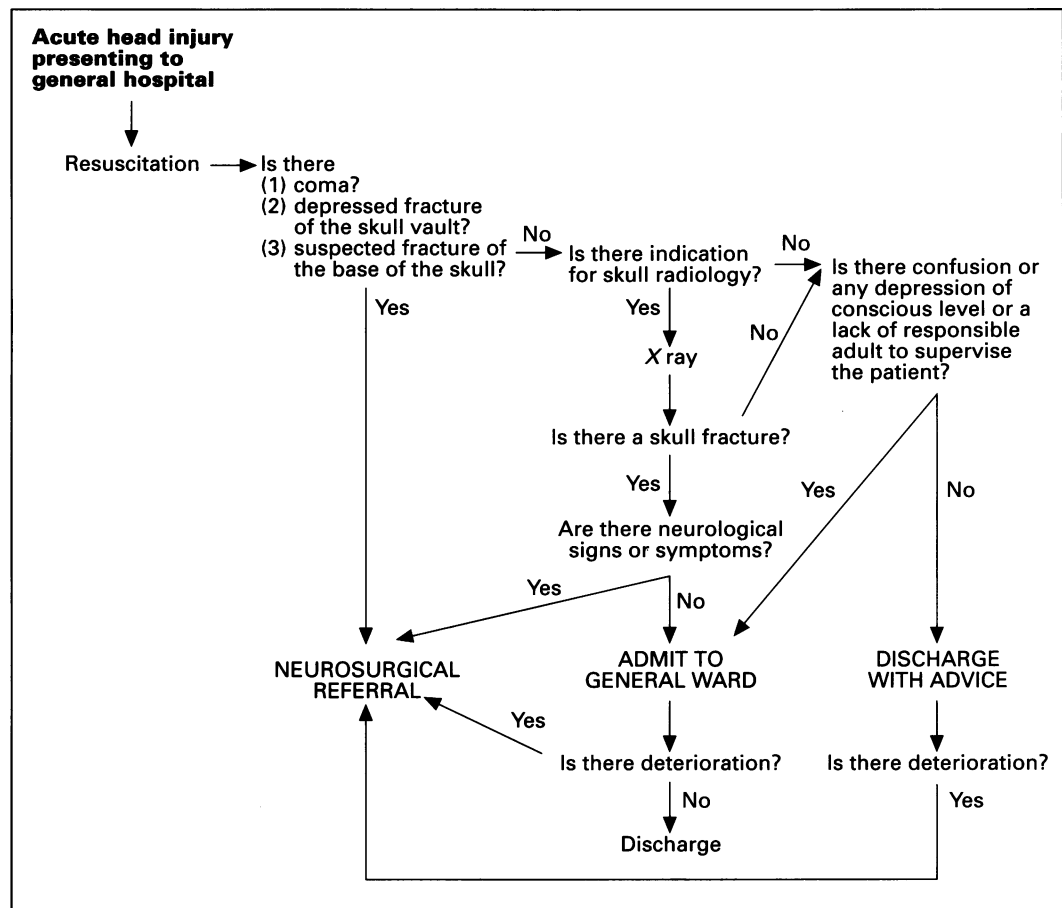 Acute head injury
presenting to
general hospital
Resuscitation
Is there
(1) coma?
(2) depressed fracture
of the skull vault?
(3) suspected fracture of
the base of the skull?
No
Is there indication
for skull radiology?
No
Is there confusion or
any depression of
conscious level or a
lack of responsible
adult to supervise
the patient?
Yes
Yes
No
X ray
Is there a skull fracture?
Yes
Yes
No
Are there neurological
signs or symptoms?
Yes
No
NEUROSURGICAL
REFERRAL
ADMIT TO
GENERAL WARD
DISCHARGE
WITH ADVICE
Yes
Is there deterioration?
Is there deterioration?
No
Yes
Discharge